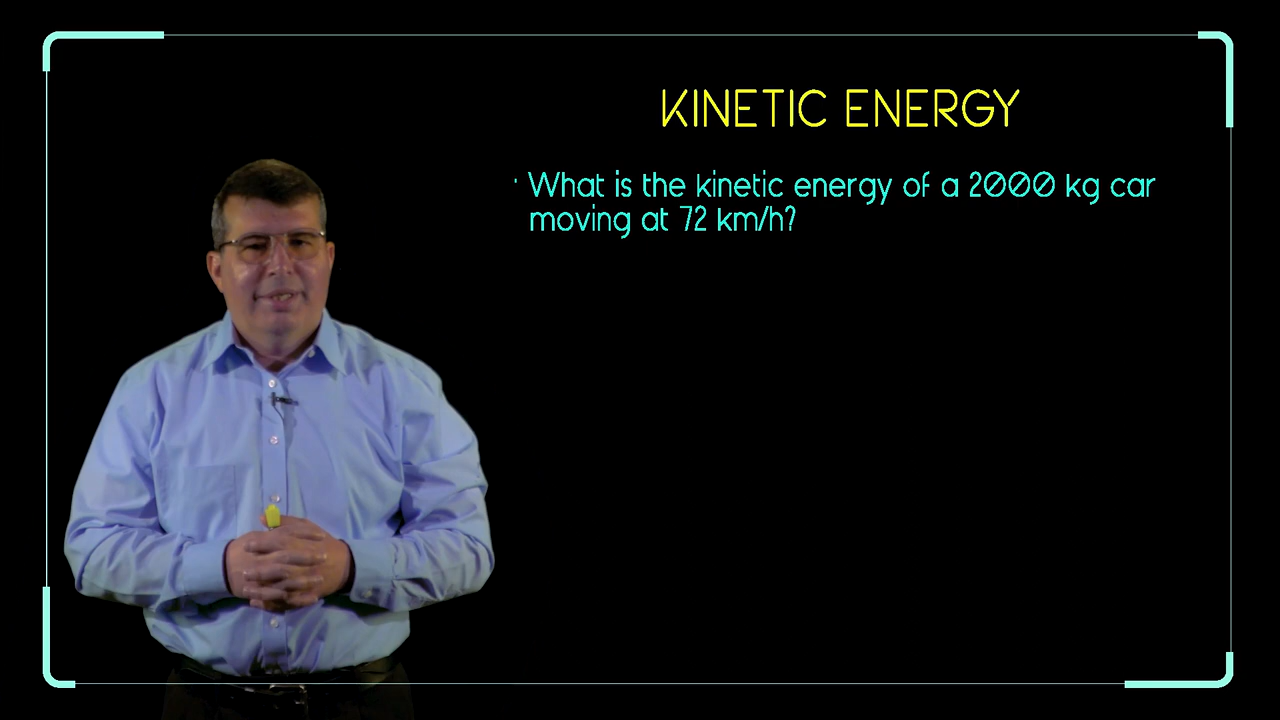 KINETIC ENERGY
· What is the kinetic energy of a 2000 kg car
moving at 72 km/h?